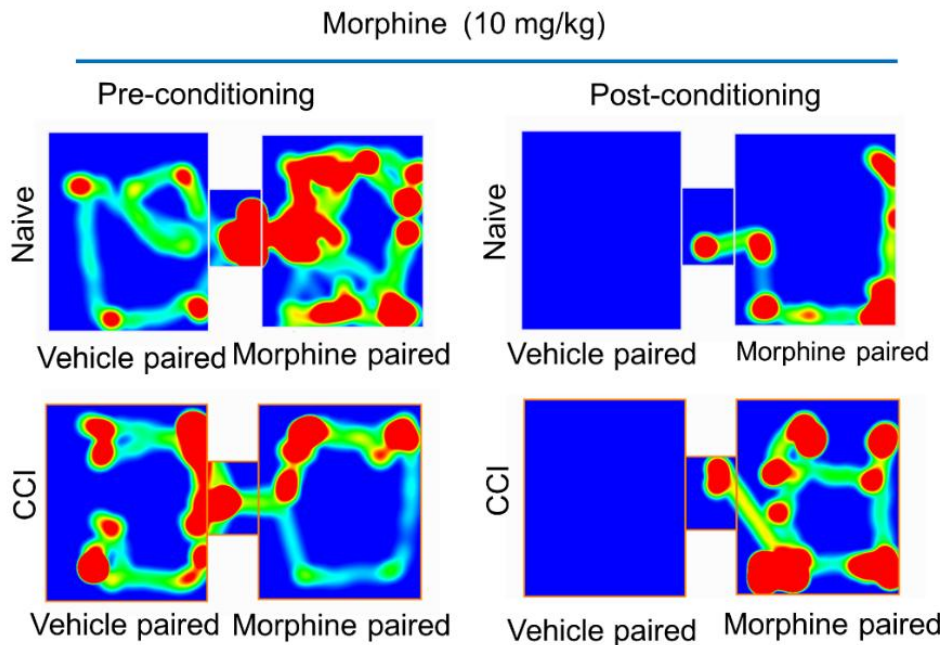 Morphine (10 mg/kg)
Pre-conditioning
Post-conditioning
Naive
Naive
Vehicle paired
Morphine paired
Vehicle paired
Morphine paired
CCI
CCI
Vehicle paired
Morphine paired
Vehicle paired
Morphine paired